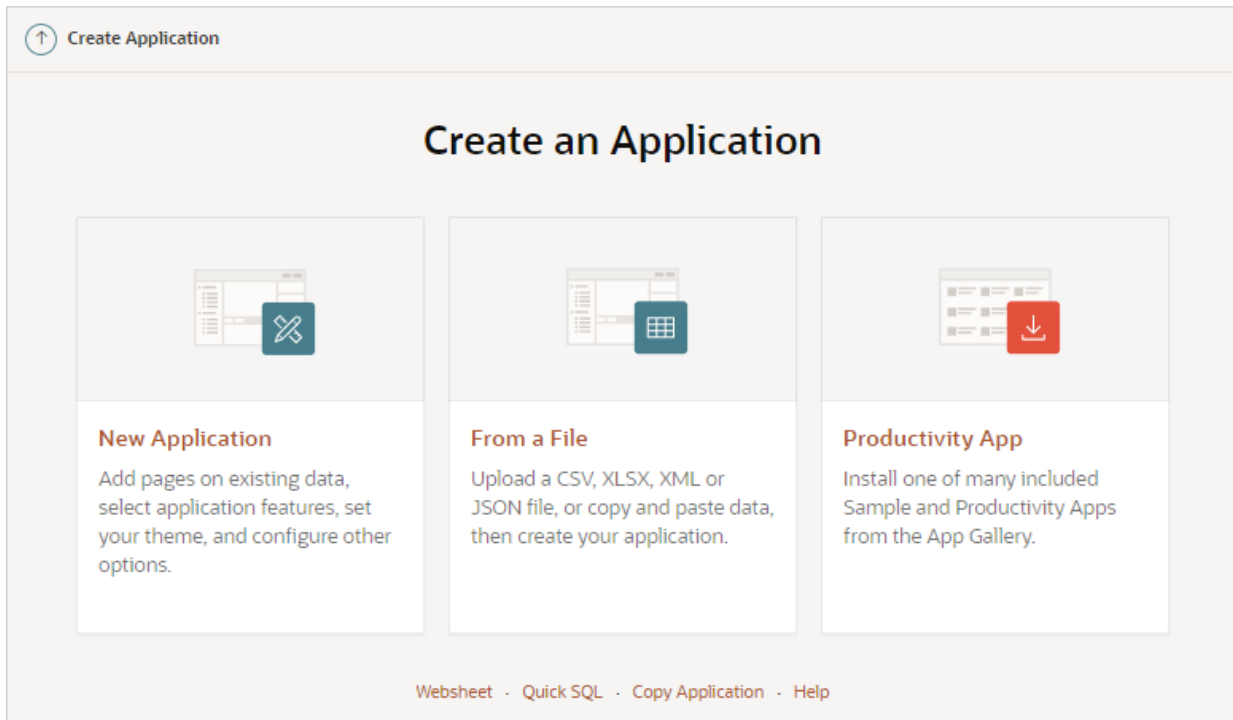 Create Application
Create an Application
New Application
Add pages on existing data,
select application features, set
your theme, and configure other
options.
From a File
Upload a CSV, XLSX, XML or
JSON file, or copy and paste data,
then create your application.
Productivity App
Install one of many included
Sample and Productivity Apps
from the App Gallery.
Websheet · Quick SQL · Copy Application · Help